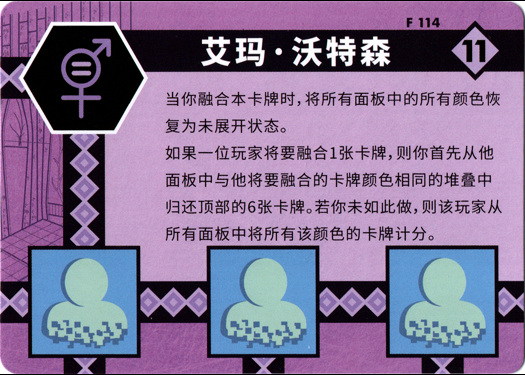 F 114
艾玛·沃特森
11
当你融合本卡牌时,将所有面板中的所有颜色恢
复为未展开状态。
如果一位玩家将要融合1张卡牌,则你首先从他
面板中与他将要融合的卡牌颜色相同的堆叠中
归还顶部的6张卡牌。若你未如此做,则该玩家从
所有面板中将所有该颜色的卡牌计分。